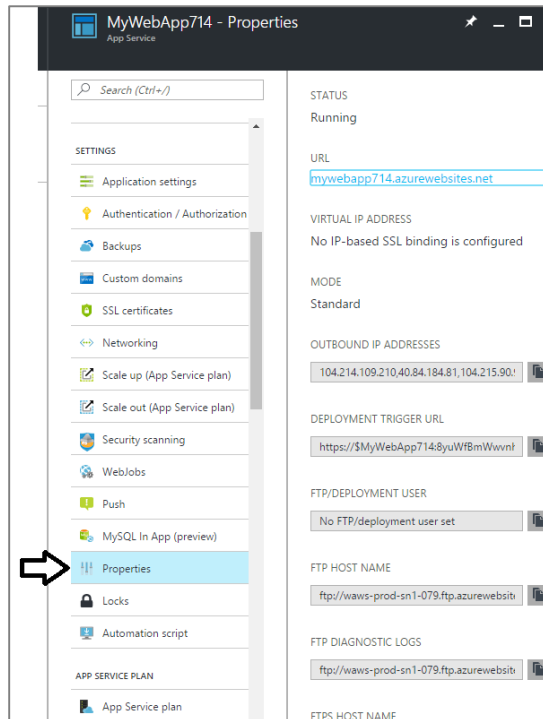 MyWebApp714 - Properties
App Service
Search (Ctrl+/)
SETTINGS
Application settings
Authentication / Authorization
Backups
Custom domains
SSL certificates
Networking
Scale up (App Service plan)
Scale out (App Service plan)
Security scanning
WebJobs
Push
MySQL In App (preview)
Properties
Locks
Automation script
APP SERVICE PLAN
App Service plan
STATUS
Running
URL
mywebapp714.azurewebsites.net
VIRTUAL IP ADDRESS
No IP-based SSL binding is configured
MODE
Standard
OUTBOUND IP ADDRESSES
104.214.109.210,40.84.184.81,104.215.90.
DEPLOYMENT TRIGGER URL
https://$MyWebApp714:8yuWfBmWwvnh
FTP/DEPLOYMENT USER
No FTP/deployment user set
FTP HOST NAME
ftp://waws-prod-sn1-079.ftp.azurewebsite
FTP DIAGNOSTIC LOGS
ftp://waws-prod-sn1-079.ftp.azurewebsite
FTPS HOST NAME